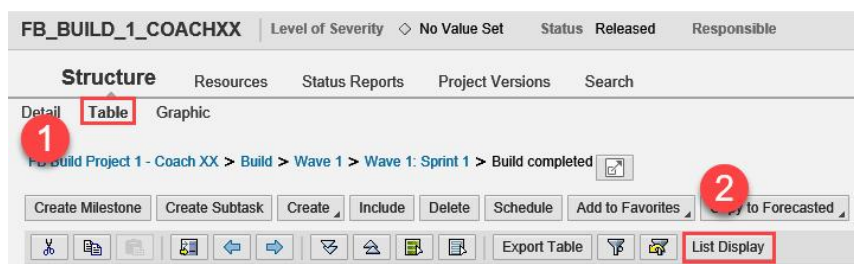 FB_BUILD_1_COACHXX Level of Severity ◇ No Value Set Status Released Responsible
Structure Resources Status Reports Project Versions Search
Detail Table Graphic
1
FB Build Project 1 - Coach XX > Build > Wave 1 > Wave 1: Sprint 1 > Build completed
2
Create Milestone Create Subtask Create Include Delete Schedule Add to Favorites to Forecasted
Export Table List Display